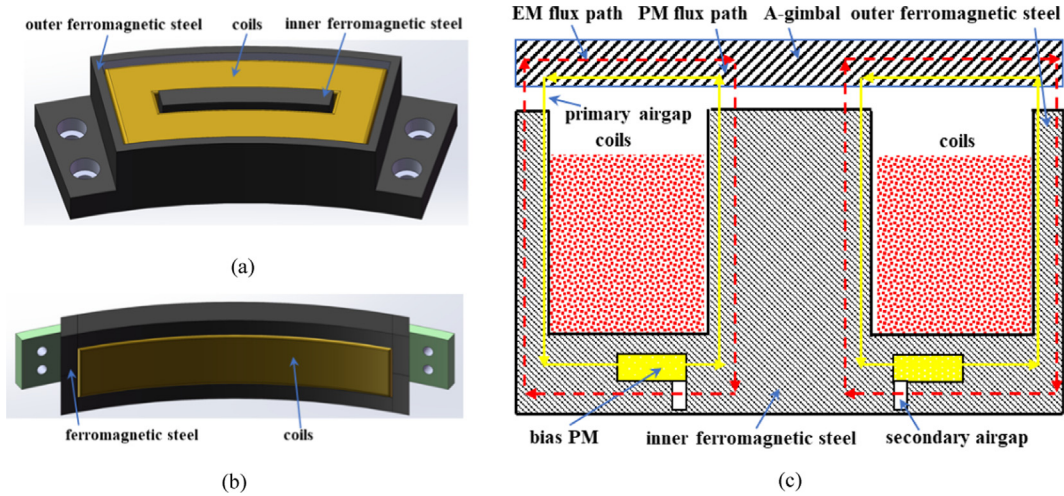 outer ferromagnetic steel
coils
inner ferromagnetic steel
(a)
ferromagnetic steel
coils
(b)
EM flux path
PM flux path
A-gimbal
outer ferromagnetic steel
primary airgap
coils
coils
bias PM
inner ferromagnetic steel
secondary airgap
(c)